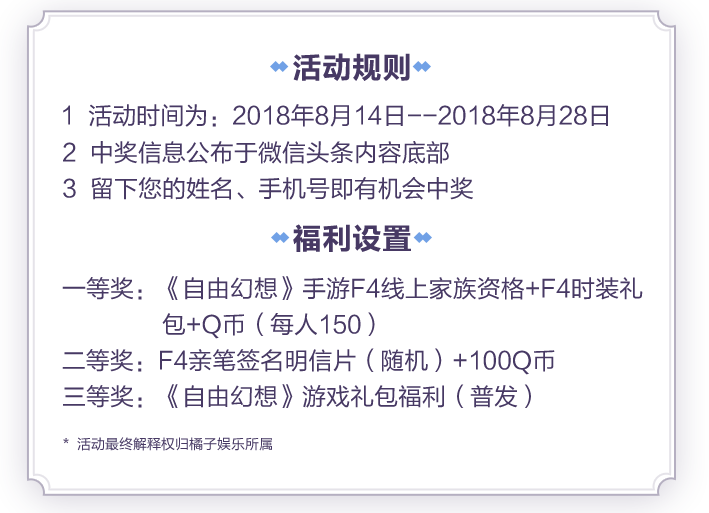 活动规则
1 活动时间为：2018年8月14日--2018年8月28日
2 中奖信息公布于微信头条内容底部
3 留下您的姓名、手机号即有机会中奖
福利设置
一等奖：《自由幻想》手游F4线上家族资格+F4时装礼
包+Q币（每人150）
二等奖：F4亲笔签名明信片（随机）+100Q币
三等奖：《自由幻想》游戏礼包福利（普发）
* 活动最终解释权归橘子娱乐所属